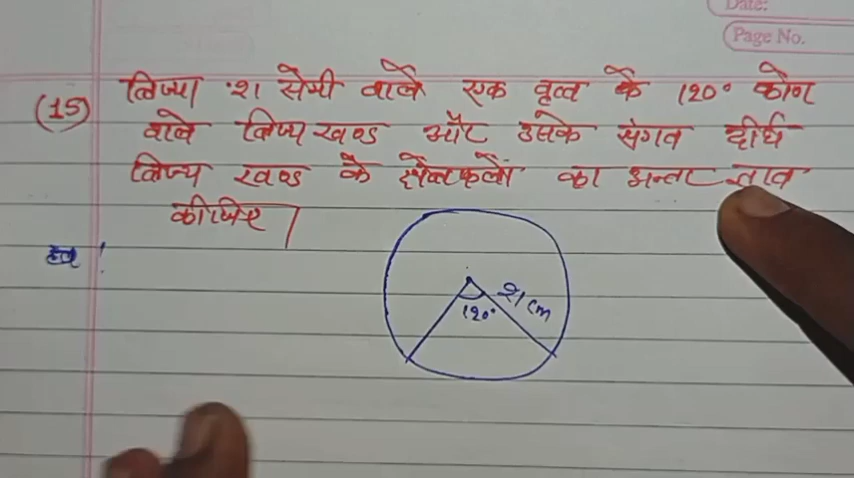 Date:
Page No.
(15) त्रिज्या 21 सेमी वाले एक वृत्त के 120° कोण
वाले त्रिज्यखण्ड और उसके संगत दीर्घ
त्रिज्य खण्ड के क्षेत्रफलों का अन्तर ज्ञात
कीजिए।
हल !
21 cm
120°